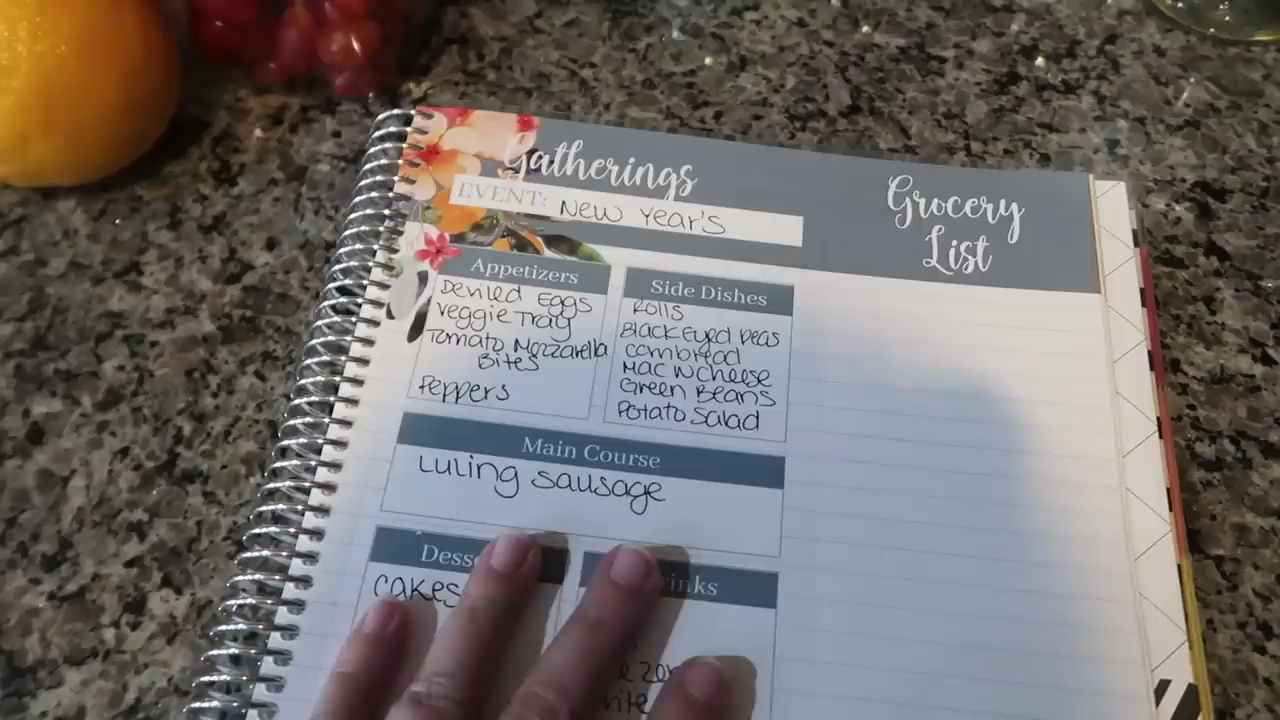 Gatherings
EVENT: New Year's
Grocery
List
Appetizers
Deviled Eggs
Veggie Tray
Tomato Mozzarella
Bites
Peppers
Side Dishes
Rolls
Black Eyed Peas
Cornbread
Mac N Cheese
Green Beans
Potato Salad
Main Course
Luling Sausage
Cakes